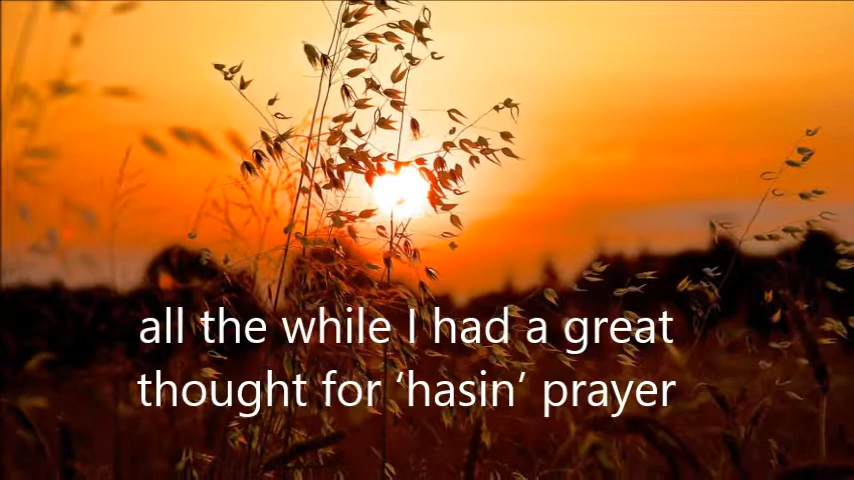 all the while I had a great
thought for ‘hasin’ prayer